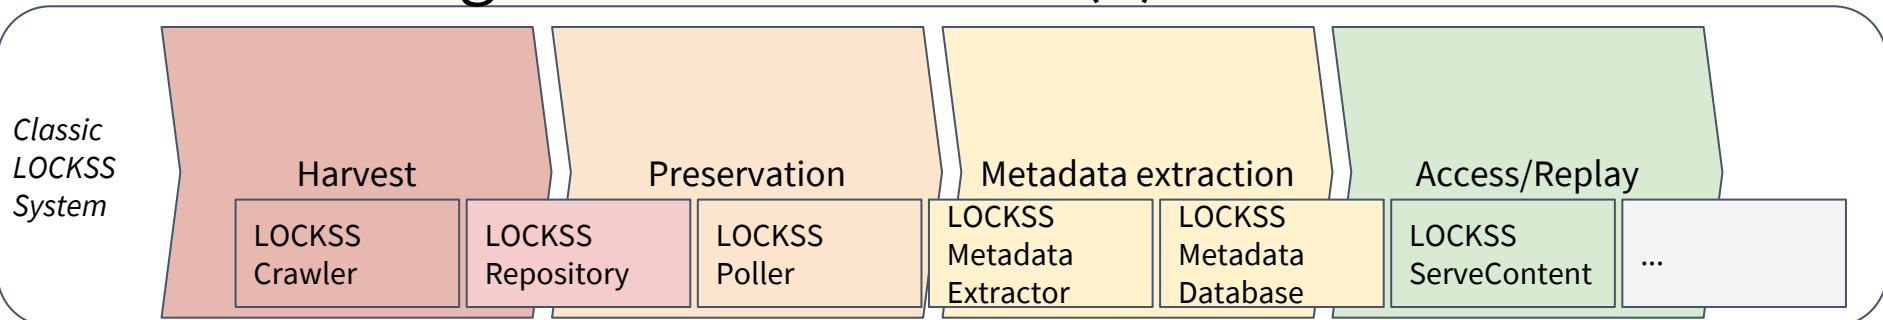 Classic
LOCKSS
System
Harvest
Preservation
Metadata extraction
Access/Replay
LOCKSS
Crawler
LOCKSS
Repository
LOCKSS
Poller
LOCKSS
Metadata
Extractor
LOCKSS
Metadata
Database
LOCKSS
ServeContent
...